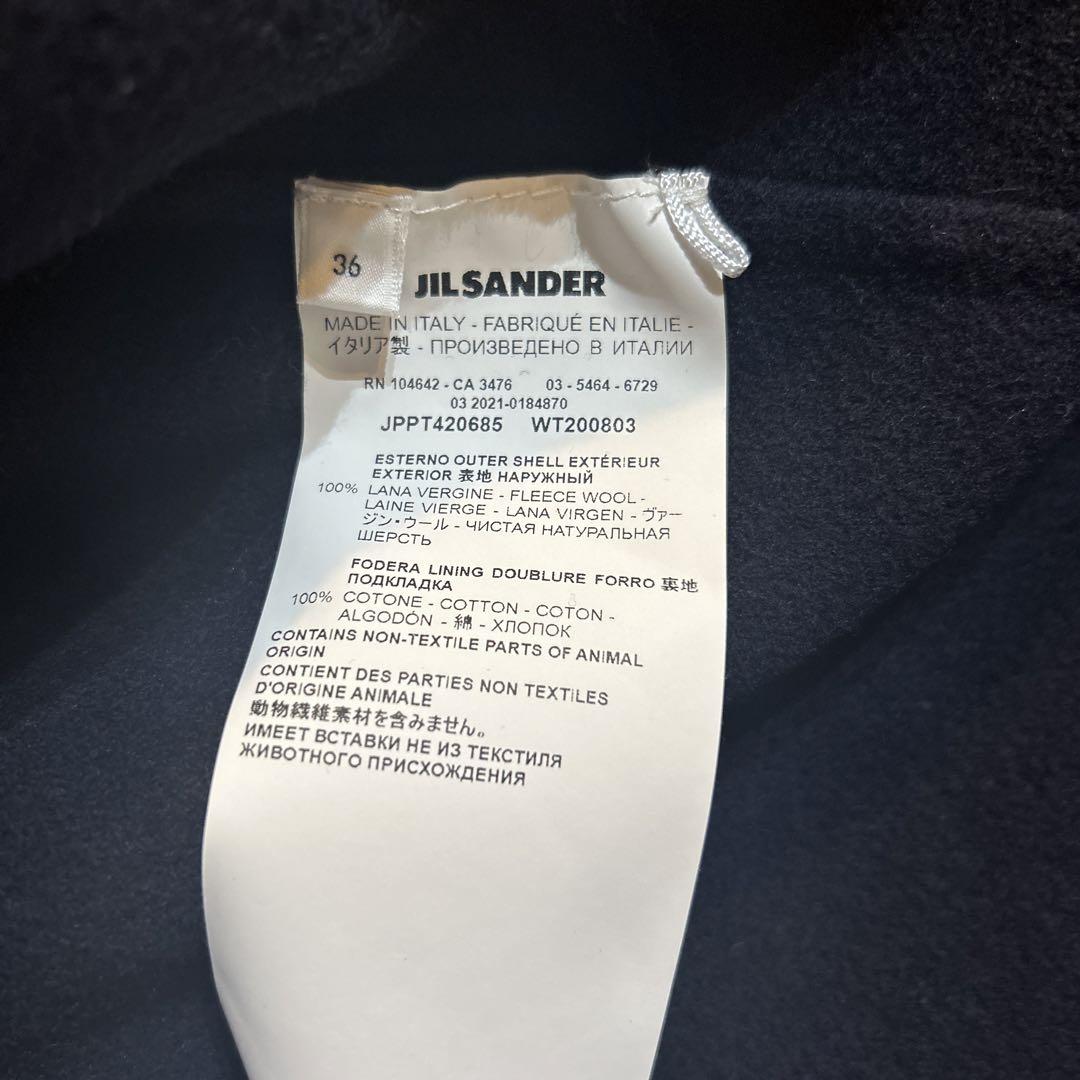 36
JIL SANDER
MADE IN ITALY - FABRIQUÉ EN ITALIE -
イタリア製 - ПРОИЗВЕДЕНО В ИТАЛИИ
RN 104642 - CA 3476 03 - 5464 - 6729
03 2021-0184870
JPPT420685 WT200803
ESTERNO OUTER SHELL EXTÉRIEUR
EXTERIOR 表地 НАРУЖНЫЙ
100% LANA VERGINE - FLEECE WOOL -
LAINE VIERGE - LANA VIRGEN - ヴァー
ジン・ウール - ЧИСТАЯ НАТУРАЛЬНАЯ
ШЕРСТЬ
FODERA LINING DOUBLURE FORRO 裏地
ПОДКЛАДКА
100% COTONE - COTTON - COTON -
ALGODÓN - 綿 - ХЛОПОК
CONTAINS NON-TEXTILE PARTS OF ANIMAL
ORIGIN
CONTIENT DES PARTIES NON TEXTILES
D'ORIGINE ANIMALE
動物繊維素材を含みません。
ИМЕЕТ ВСТАВКИ НЕ ИЗ ТЕКСТИЛЯ
ЖИВОТНОГО ПРИСХОЖДЕНИЯ